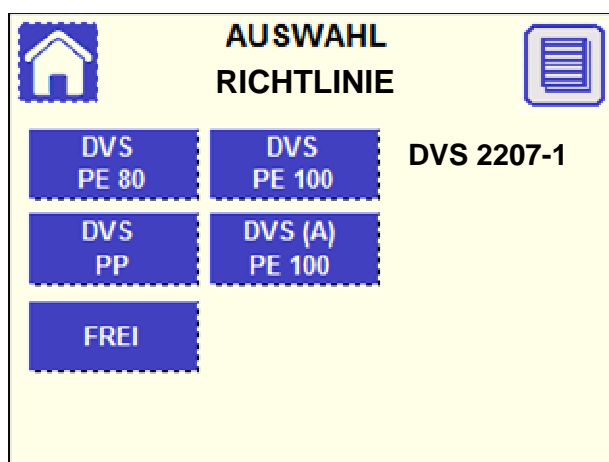 AUSWAHL
RICHTLINIE
DVS
PE 80
DVS
PE 100
DVS 2207-1
DVS
PP
DVS (A)
PE 100
FREI